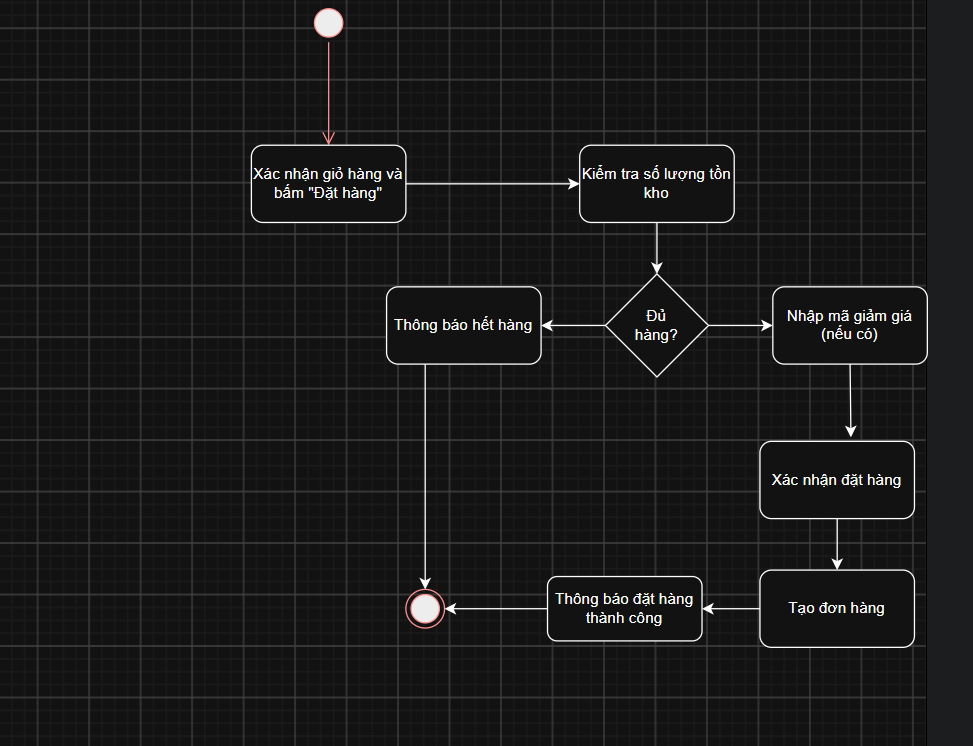 Xác nhận giỏ hàng và
bấm "Đặt hàng"
Kiểm tra số lượng tồn
kho
Thông báo hết hàng
Đủ
hàng?
Nhập mã giảm giá
(nếu có)
Xác nhận đặt hàng
Thông báo đặt hàng
thành công
Tạo đơn hàng